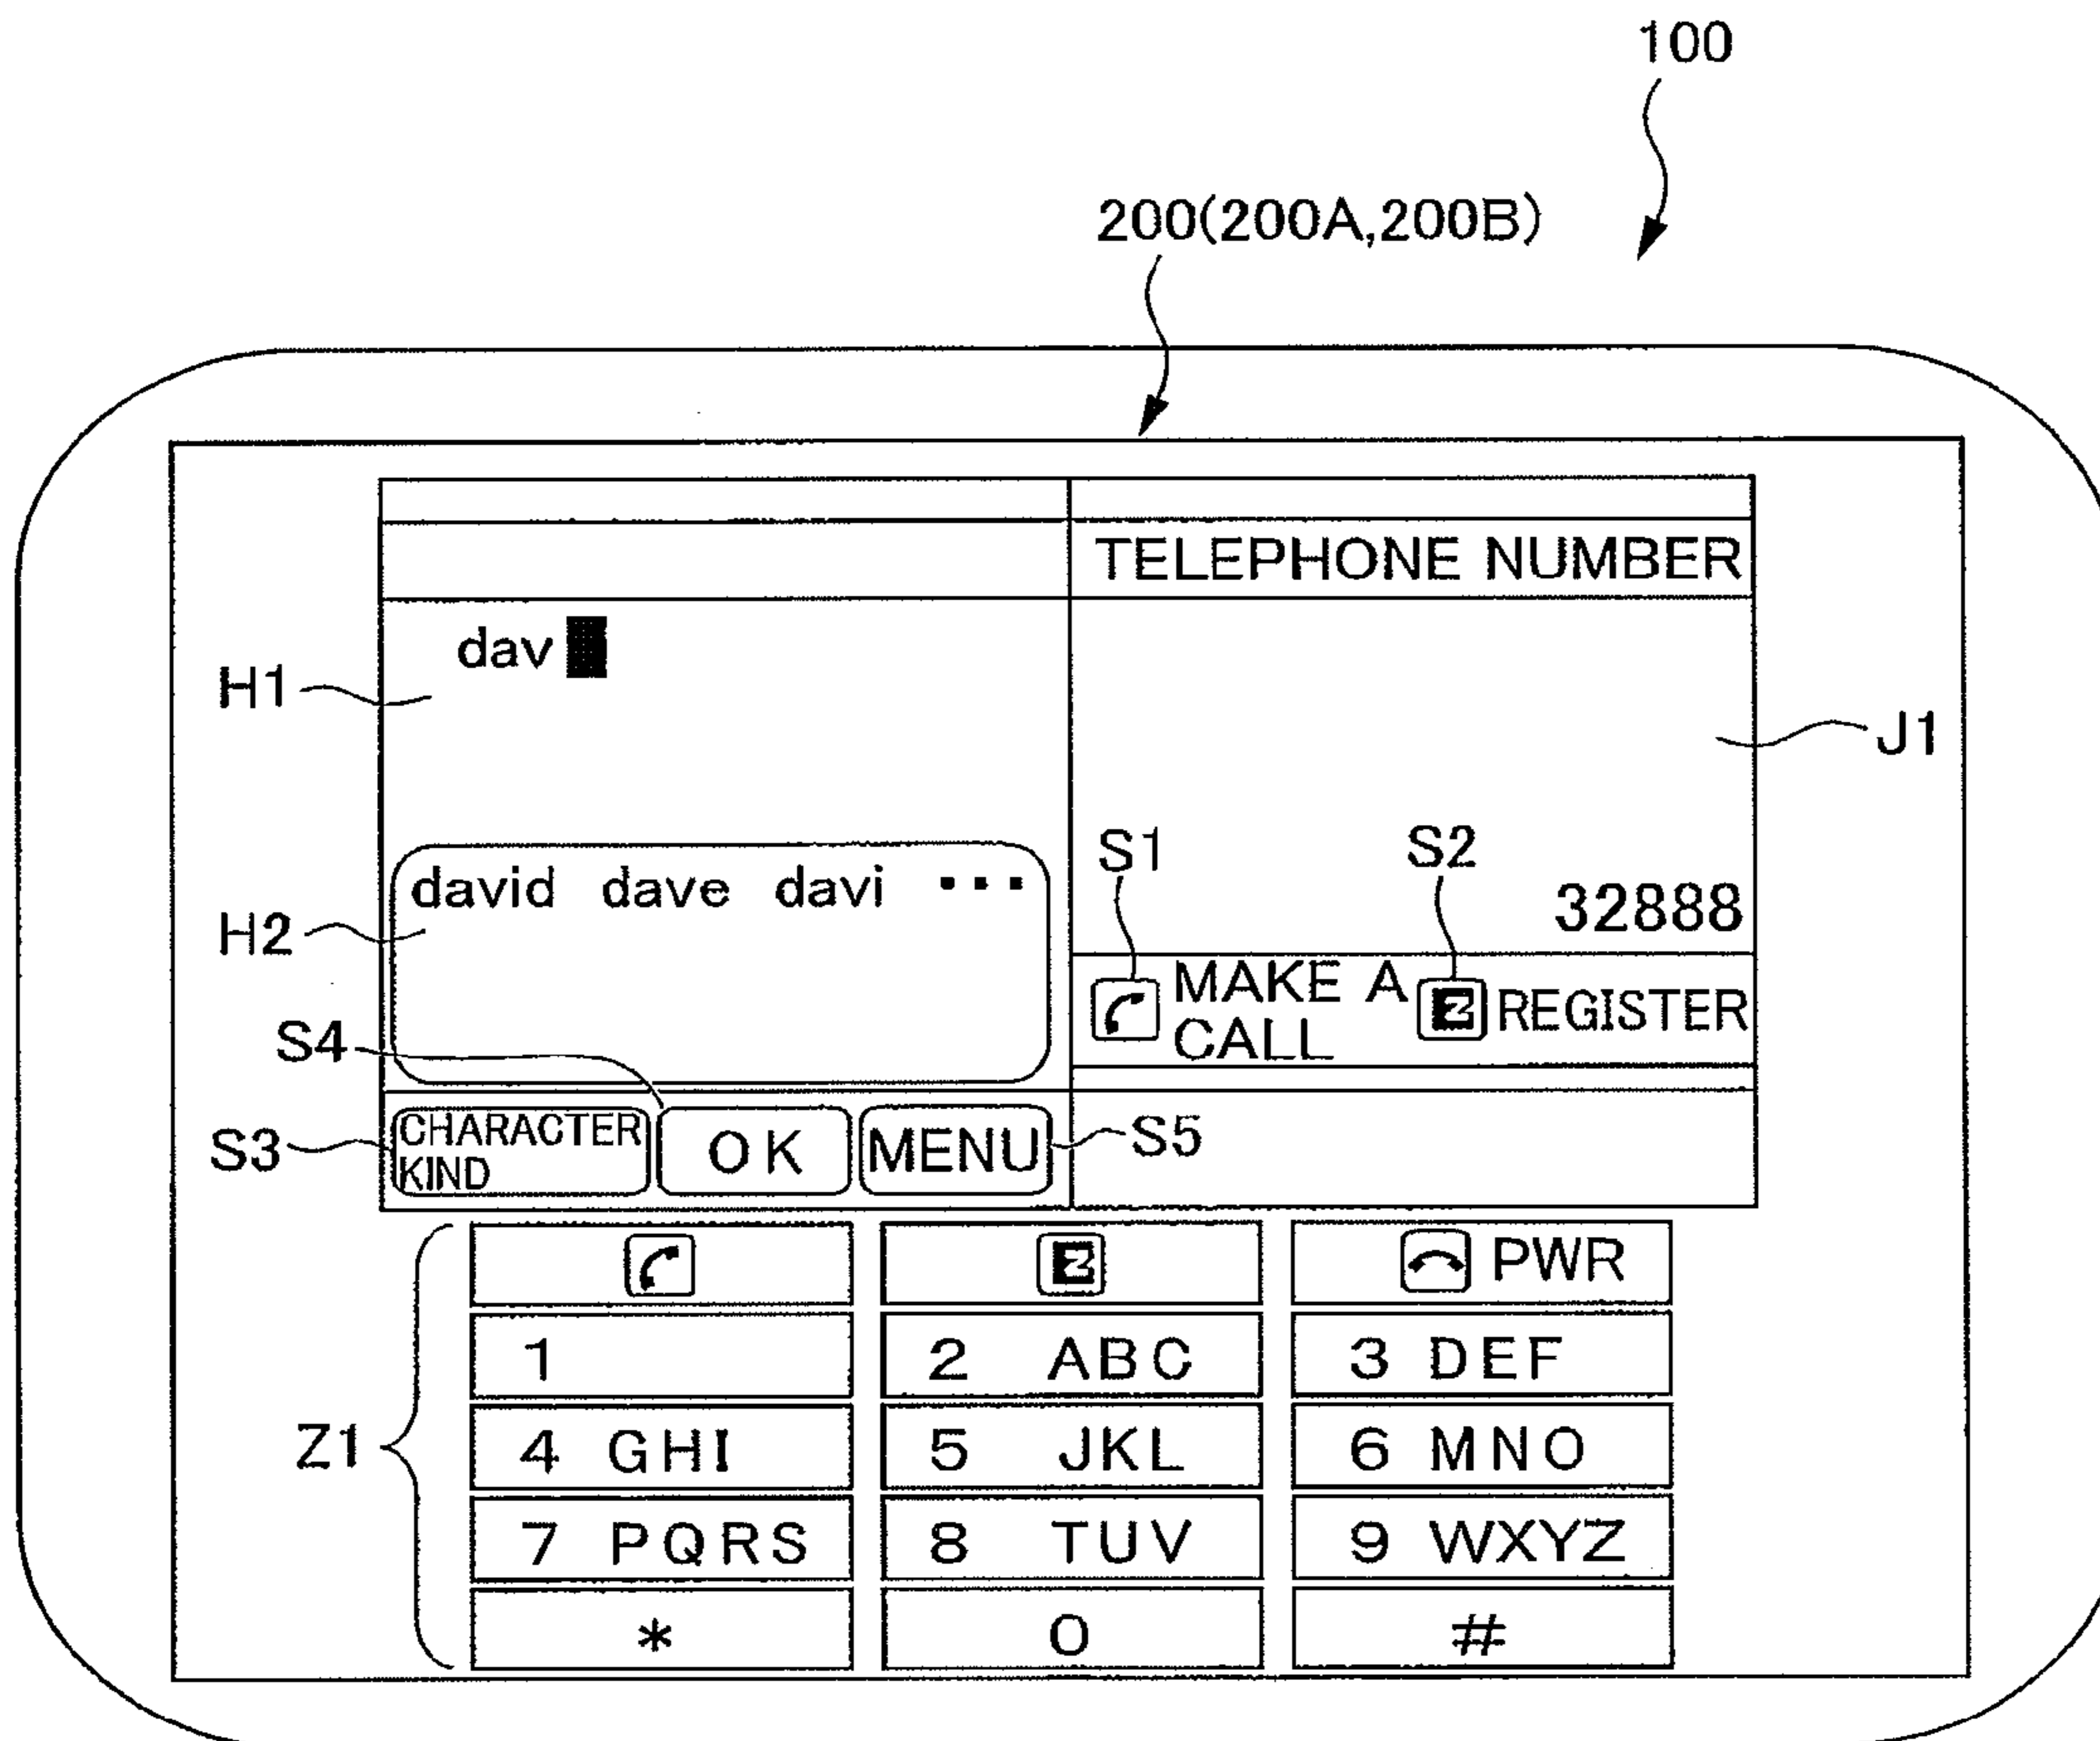 100
200(200A,200B)
TELEPHONE NUMBER
dav
H1
J1
david dave davi ...
H2
S1
S2
32888
MAKE A
CALL
REGISTER
S4
S3
CHARACTER
KIND
OK
MENU
S5
Z1
PWR
1
2 ABC
3 DEF
4 GHI
5 JKL
6 MNO
7 PQRS
8 TUV
9 WXYZ
*
0
#